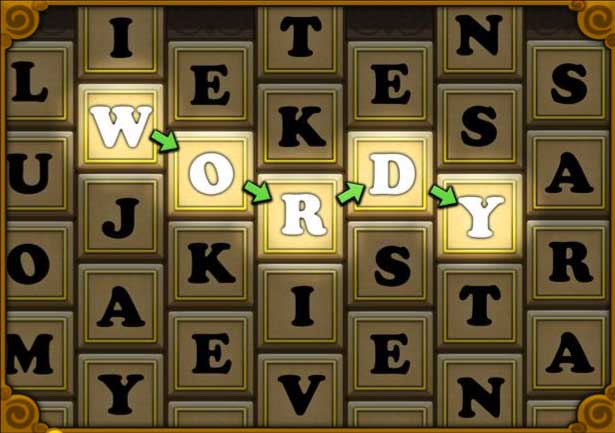 I T N
L E E S
W K S
U O D A
J R Y
O K S R
A I T
M E E A
Y V N